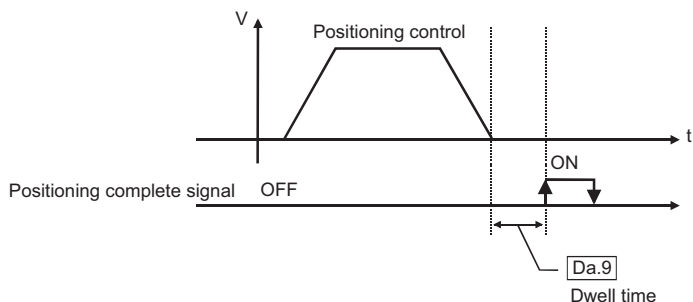 V
Positioning control
t
ON
Positioning complete signal OFF
Da.9
Dwell time